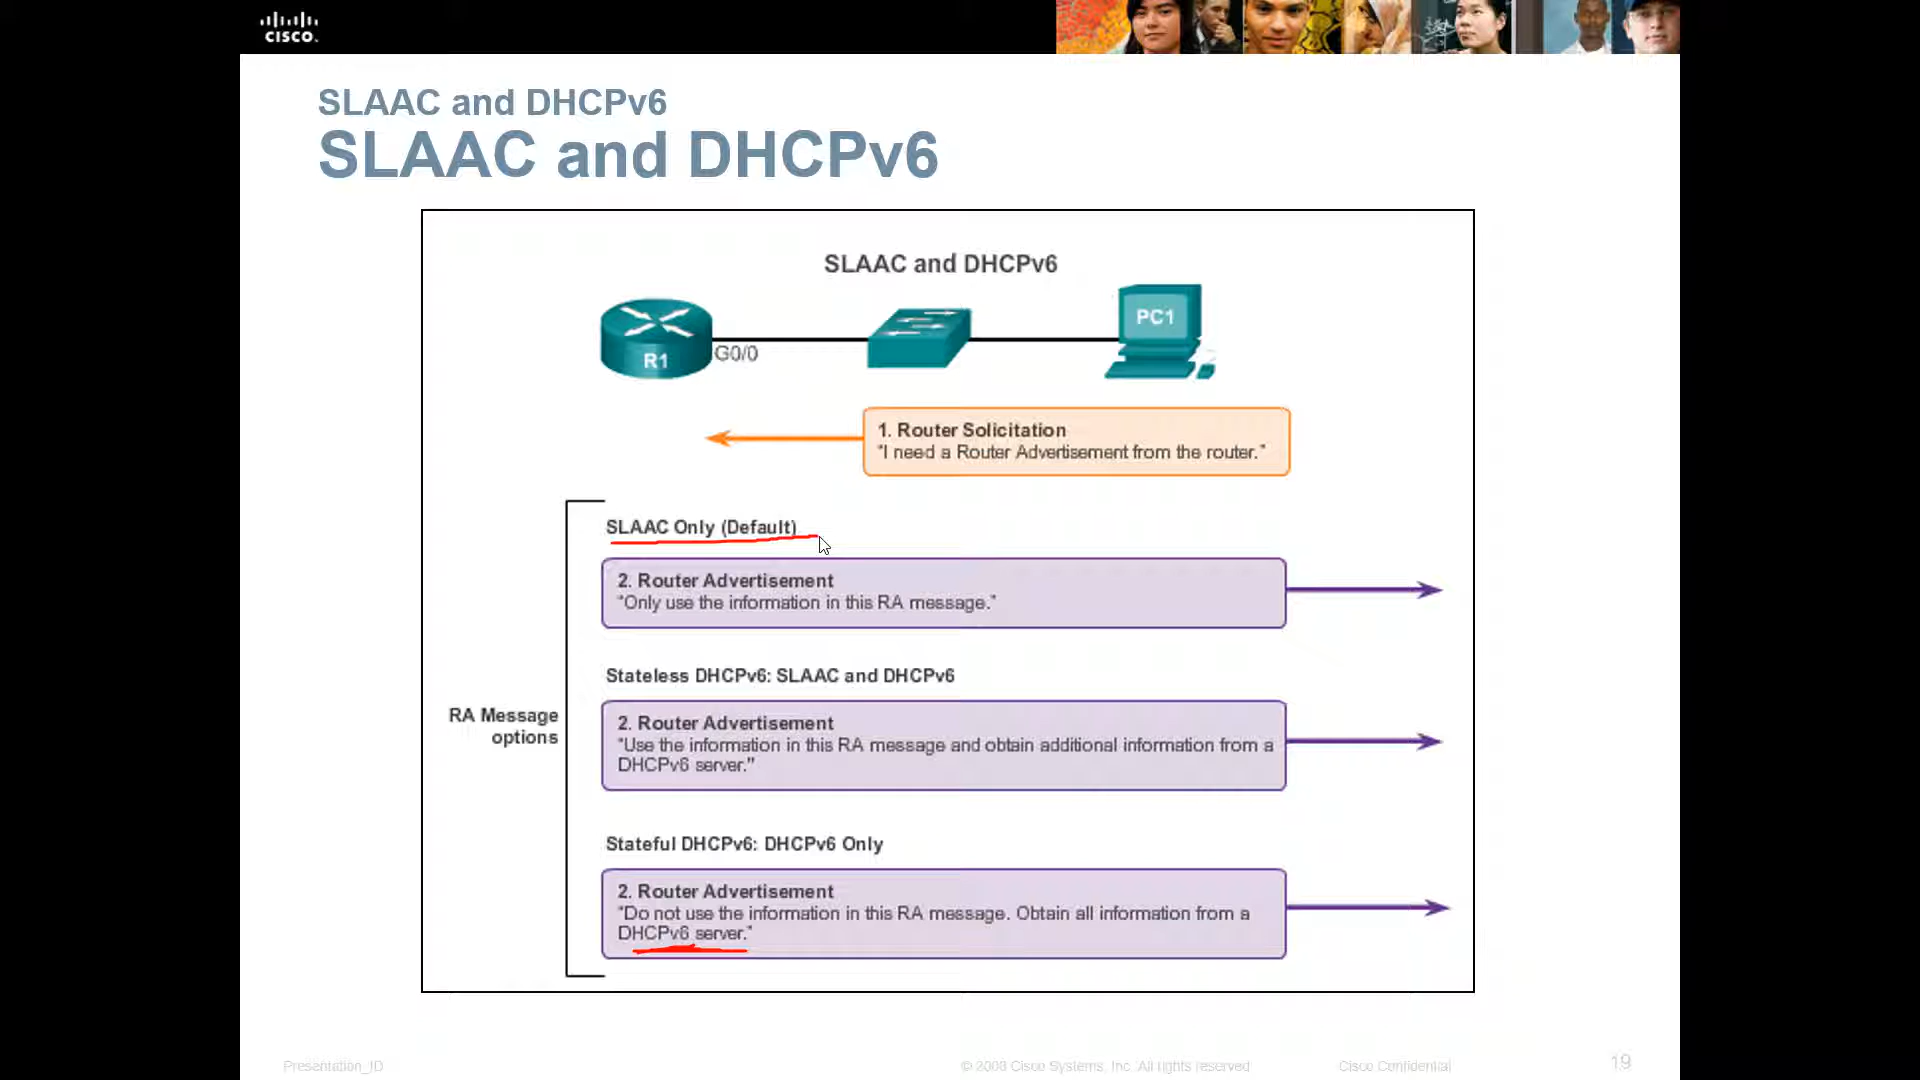 CISCO.
SLAAC and DHCPv6
SLAAC and DHCPv6
SLAAC and DHCPv6
PC1
R1
G0/0
1. Router Solicitation
"I need a Router Advertisement from the router."
SLAAC Only (Default)
2. Router Advertisement
"Only use the information in this RA message."
Stateless DHCPv6: SLAAC and DHCPv6
RA Message
options
2. Router Advertisement
"Use the information in this RA message and obtain additional information from a
DHCPv6 server."
Stateful DHCPv6: DHCPv6 Only
2. Router Advertisement
"Do not use the information in this RA message. Obtain all information from a
DHCPv6 server."
Presentation_ID
© 2008 Cisco Systems, Inc. All rights reserved
Cisco Confidential
19